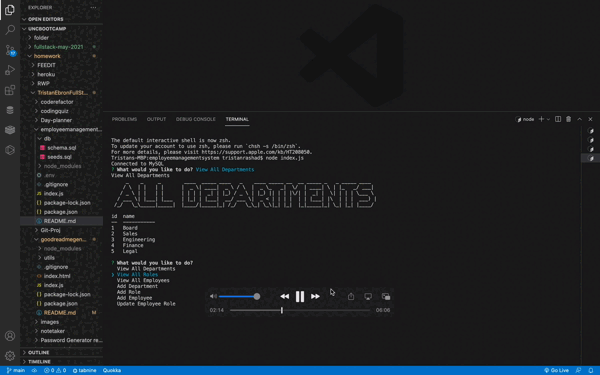 EXPLORER
OPEN EDITORS
UNCBOOTCAMP
folder
fullstack-may-2021
homework
FEEDIT
heroku
RWP
TristanEbronFullSt...
coderefactor
codingquiz
Day-planner
employeemanagement...
db
schema.sql
seeds.sql
node_modules
.env
.gitignore
index.js
package-lock.json
package.json
README.md
Git-Proj
goodreadmegen...
node_modules
utils
.gitignore
index.html
index.js
package-lock.json
package.json
README.md M
Images
notetaker
Password Generator re...
OUTLINE
TIMELINE
PROBLEMS OUTPUT DEBUG CONSOLE TERMINAL
node
The default interactive shell is now zsh.
To update your account to use zsh, please run `chsh -s /bin/zsh`.
For more details, please visit https://support.apple.com/kb/HT208050.
Tristans-MBP:employeemanagementsystem tristanrashad$ node index.js
Connected to MySQL
? What would you like to do? View All Departments
View All Departments
ALL DEPARTMENTS
id name
1 Board
2 Sales
3 Engineering
4 Finance
5 Legal
? What would you like to do?
View All Departments
❯ View All Roles
View All Employees
Add Department
Add Role
Add Employee
Update Employee Role
02:14
06:06
main
0 0
tabnine
Quokka
Go Live